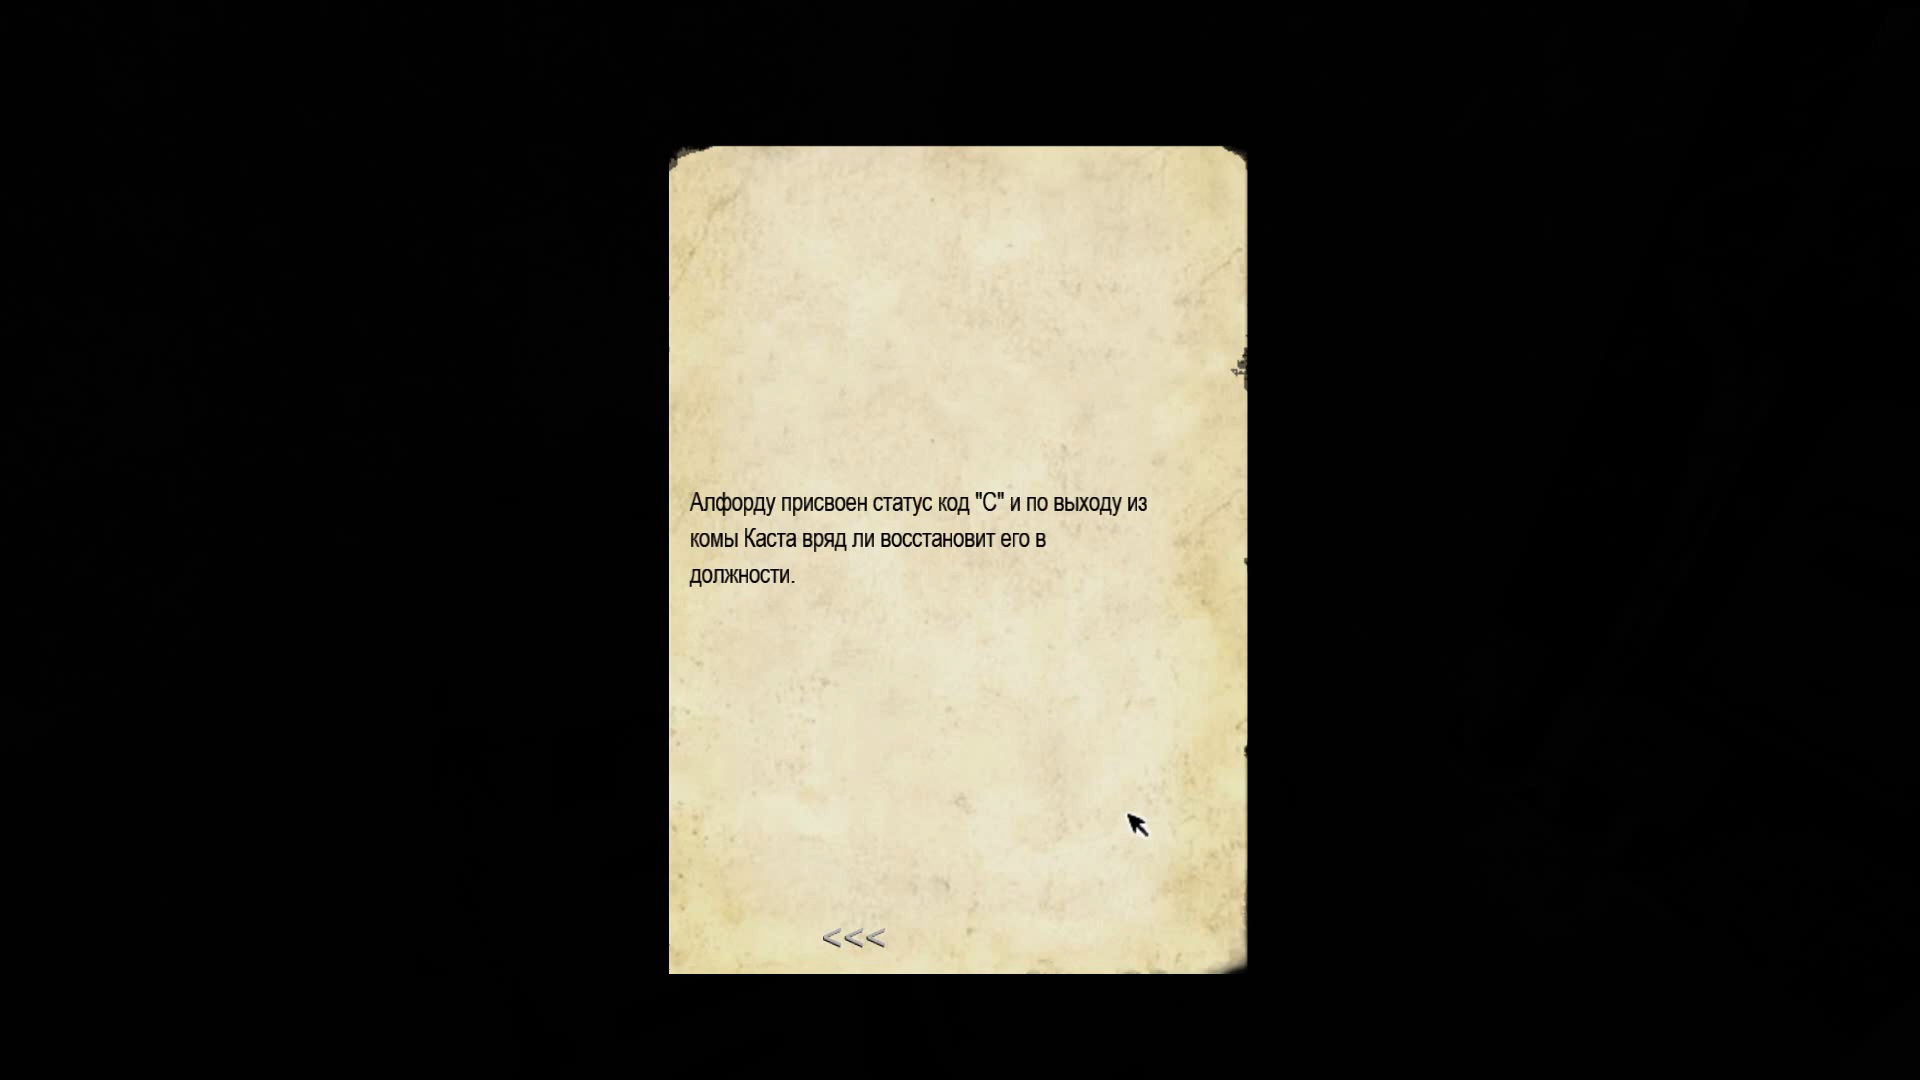 Алфорду присвоен статус код "С" и по выходу из
комы Каста вряд ли восстановит его в
должности.
<<<